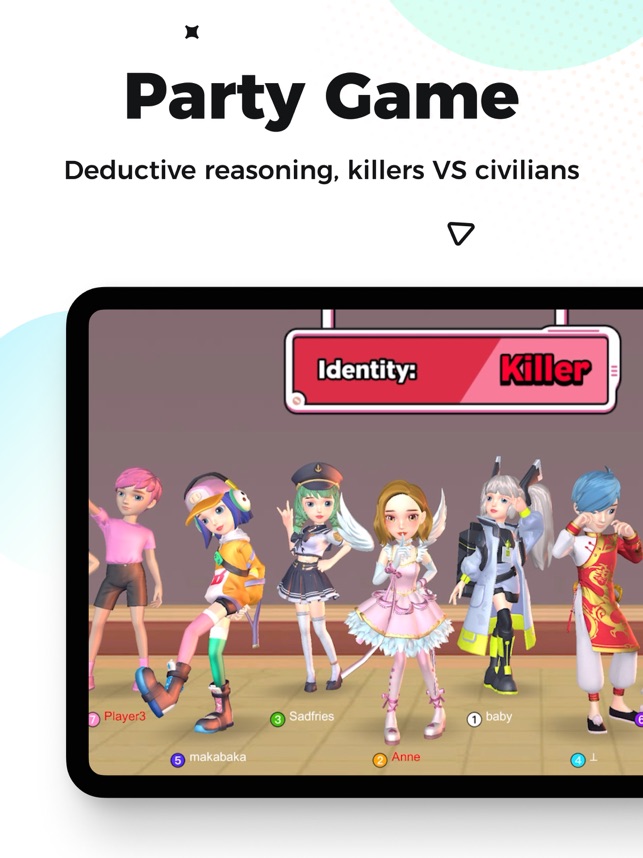 Party Game
Deductive reasoning, killers VS civilians
Identity: Killer
7 Player3
3 Sadfries
1 baby
5 makabaka
2 Anne
4 ⊥